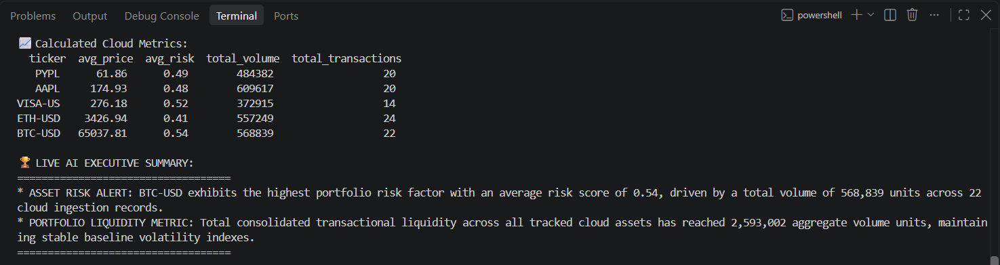 Problems Output Debug Console Terminal Ports powershell
📈 Calculated Cloud Metrics:
ticker avg_price avg_risk total_volume total_transactions
PYPL 61.86 0.49 484382 20
AAPL 174.93 0.48 609617 20
VISA-US 276.18 0.52 372915 14
ETH-USD 3426.94 0.41 557249 24
BTC-USD 65037.81 0.54 568839 22
🏆 LIVE AI EXECUTIVE SUMMARY:
===================================
* ASSET RISK ALERT: BTC-USD exhibits the highest portfolio risk factor with an average risk score of 0.54, driven by a total volume of 568,839 units across 22
cloud ingestion records.
* PORTFOLIO LIQUIDITY METRIC: Total consolidated transactional liquidity across all tracked cloud assets has reached 2,593,002 aggregate volume units, maintain
ing stable baseline volatility indexes.
===================================